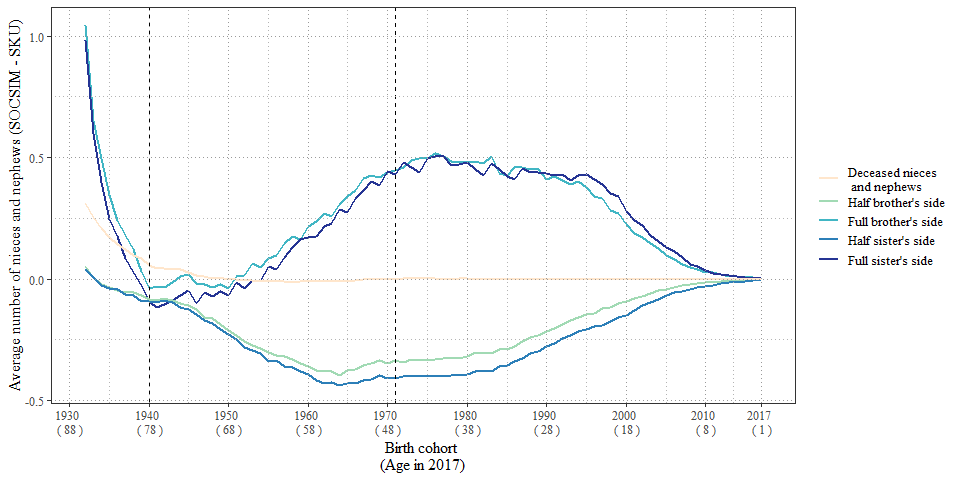 Average number of nieces and nephews (SOCSIM - SKU)
1.0
0.5
0.0
-0.5
1930 1940 1950 1960 1970 1980 1990 2000 2010 2017
( 88 ) ( 78 ) ( 68 ) ( 58 ) ( 48 ) ( 38 ) ( 28 ) ( 18 ) ( 8 ) ( 1 )
Birth cohort
(Age in 2017)
Deceased nieces
and nephews
Half brother's side
Full brother's side
Half sister's side
Full sister's side